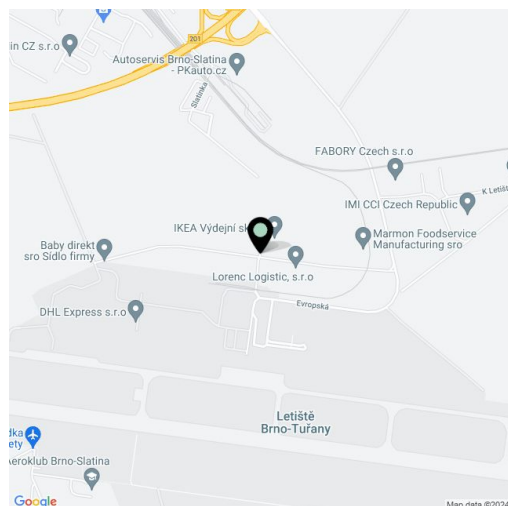 201
in CZ s.r.o
Autoservis Brno-Slatina
- PKauto.cz
Slatinka
FABORY Czech s.r.o
K Letišt
IMI CCI Czech Republic
IKEA Výdejní sk
Marmon Foodservice
Manufacturing sro
Baby direkt
sro Sídlo firmy
Lorenc Logistic, s.r.o
Evropská
DHL Express s.r.o
Letiště
Brno-Tuřany
dka
ety
Aeroklub Brno-Slatina
Google
Map data ©2024